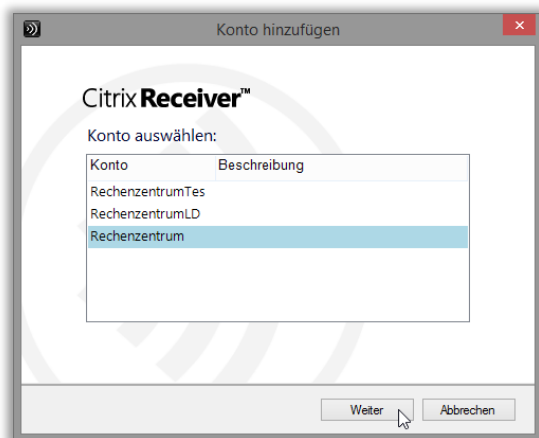 Konto hinzufügen
Citrix Receiver™
Konto auswählen:
Konto Beschreibung
RechenzentrumTes
RechenzentrumLD
Rechenzentrum
Weiter Abbrechen